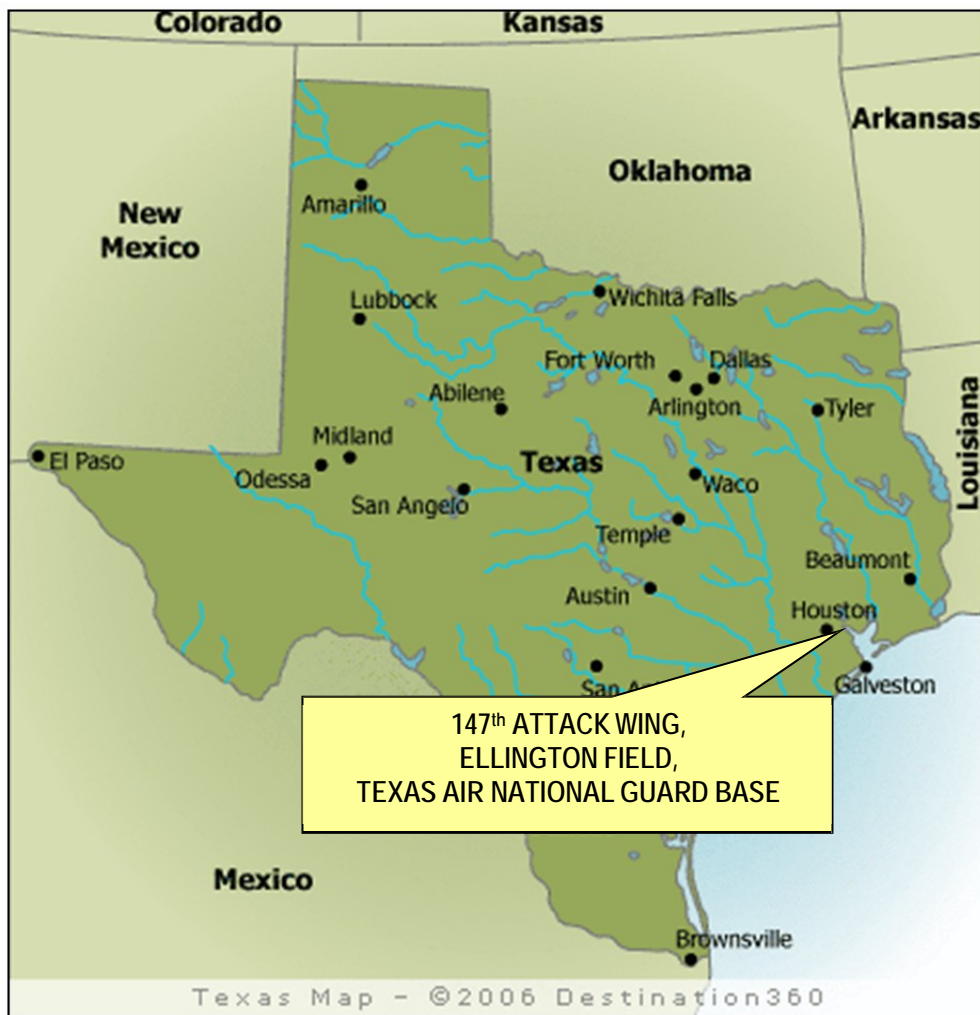 Colorado
Kansas
Arkansas
Oklahoma
New
Mexico
Amarillo
Lubbock
Wichita Falls
Fort Worth
Dallas
Abilene
Arlington
Tyler
Louisiana
Midland
El Paso
Odessa
Texas
San Angelo
Waco
Temple
Beaumont
Austin
Houston
San
Galveston
147th ATTACK WING,
ELLINGTON FIELD,
TEXAS AIR NATIONAL GUARD BASE
Mexico
Brownsville
Texas Map - ©2006 Destination360